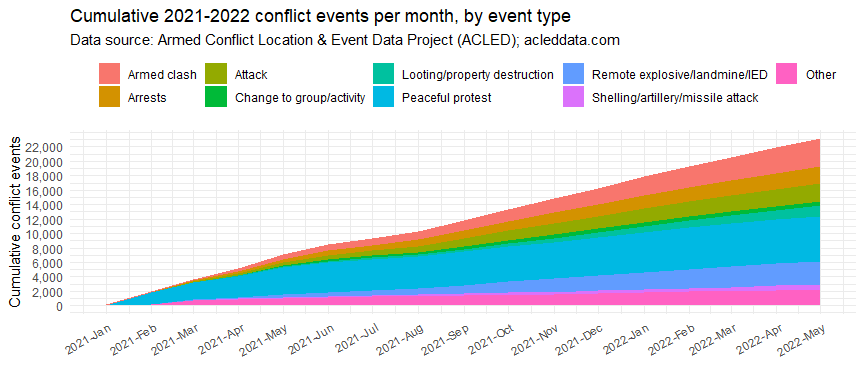 Cumulative 2021-2022 conflict events per month, by event type
Data source: Armed Conflict Location & Event Data Project (ACLED); acleddata.com
Armed clash Attack Looting/property destruction Remote explosive/landmine/IED Other
Arrests Change to group/activity Peaceful protest Shelling/artillery/missile attack
Cumulative conflict events
22,000
20,000
18,000
16,000
14,000
12,000
10,000
8,000
6,000
4,000
2,000
0
2021-Jan 2021-Feb 2021-Mar 2021-Apr 2021-May 2021-Jun 2021-Jul 2021-Aug 2021-Sep 2021-Oct 2021-Nov 2021-Dec 2022-Jan 2022-Feb 2022-Mar 2022-Apr 2022-May